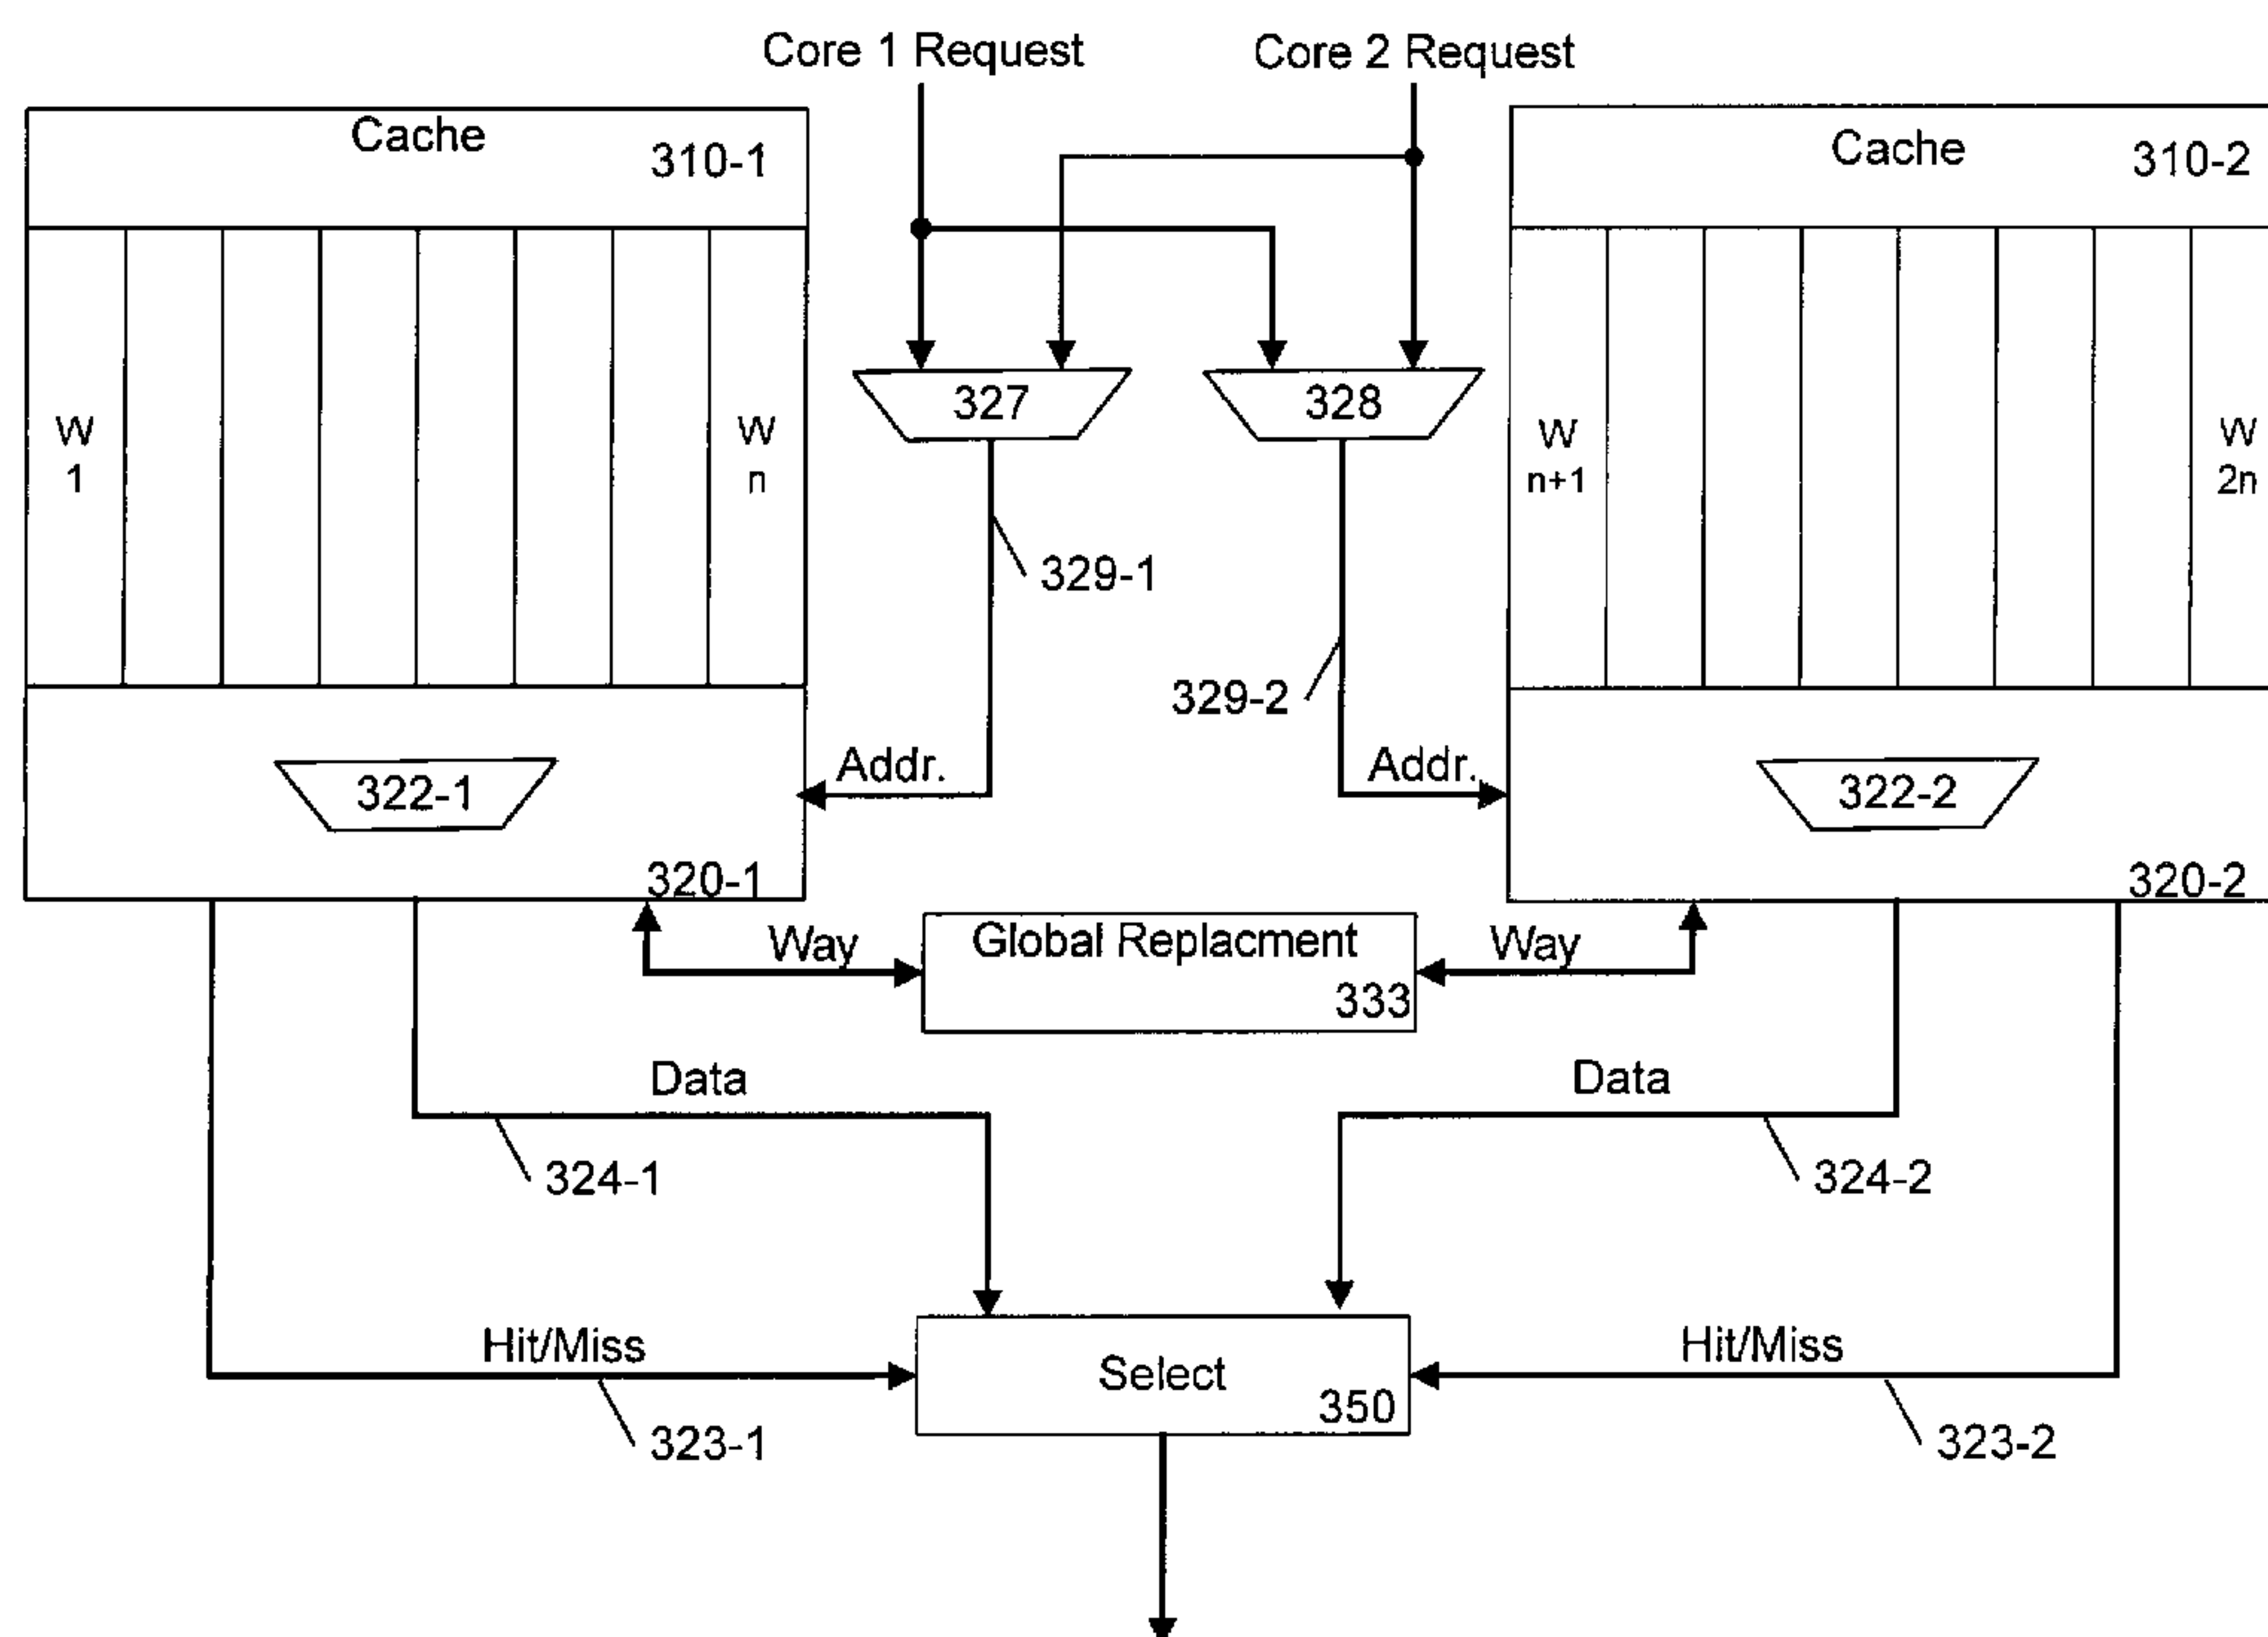 Core 1 Request
Core 2 Request
Cache
310-1
Cache
310-2
327
328
W
1
W
n
W
n+1
W
2n
329-1
329-2
Addr.
Addr.
322-1
322-2
320-1
320-2
Way
Global Replacment
333
Way
Data
Data
324-1
324-2
Hit/Miss
Select
350
Hit/Miss
323-1
323-2